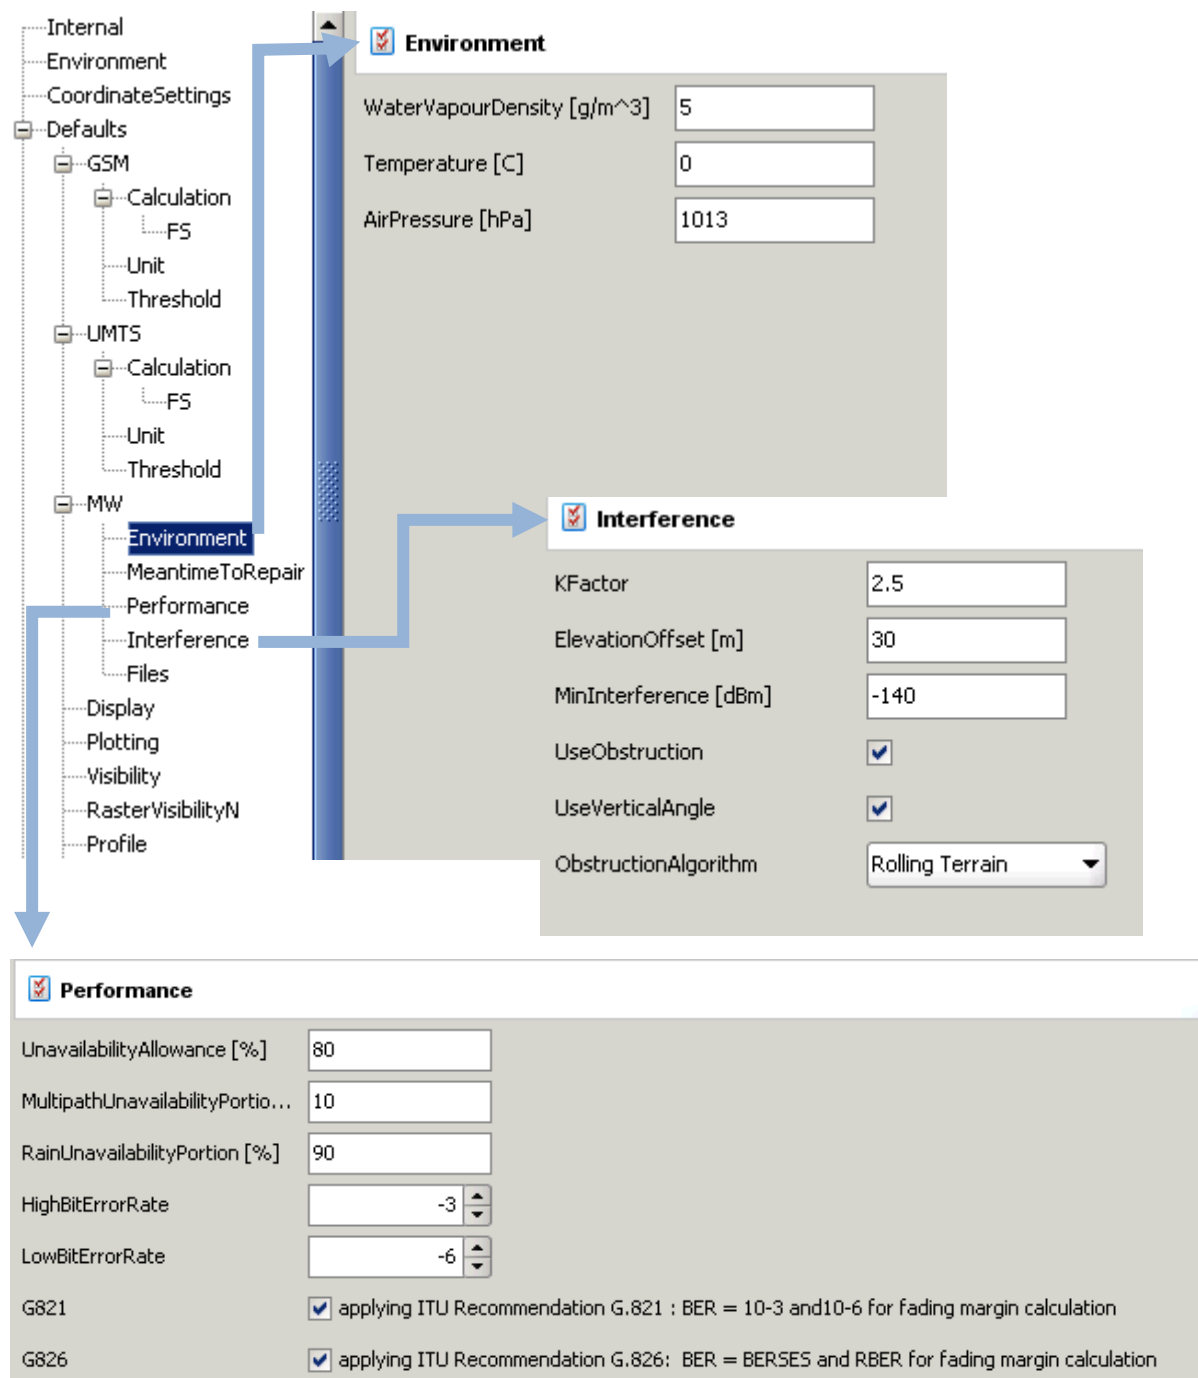 Internal
Environment
CoordinateSettings
Defaults
GSM
Calculation
FS
Unit
Threshold
UMTS
Calculation
FS
Unit
Threshold
MW
Environment
MeantimeToRepair
Performance
Interference
Files
Display
Plotting
Visibility
RasterVisibilityN
Profile
Environment
WaterVapourDensity [g/m^3] 5
Temperature [C] 0
AirPressure [hPa] 1013
Interference
KFactor 2.5
ElevationOffset [m] 30
MinInterference [dBm] -140
UseObstruction
UseVerticalAngle
ObstructionAlgorithm Rolling Terrain
Performance
UnavailabilityAllowance [%] 80
MultipathUnavailabilityPortio... 10
RainUnavailabilityPortion [%] 90
HighBitErrorRate -3
LowBitErrorRate -6
G821 applying ITU Recommendation G.821 : BER = 10-3 and10-6 for fading margin calculation
G826 applying ITU Recommendation G.826: BER = BERSES and RBER for fading margin calculation